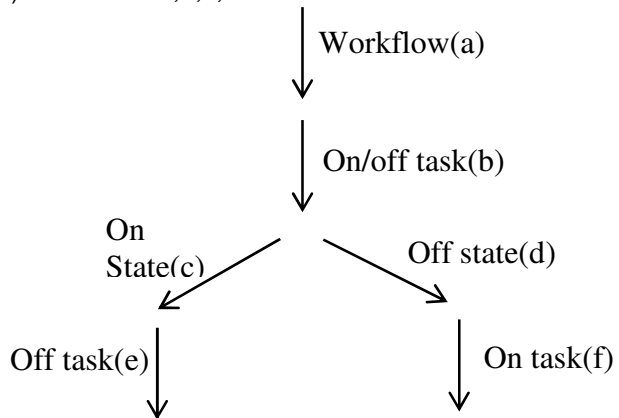 Workflow(a)
On/off task(b)
On
State(c)
Off state(d)
Off task(e)
On task(f)